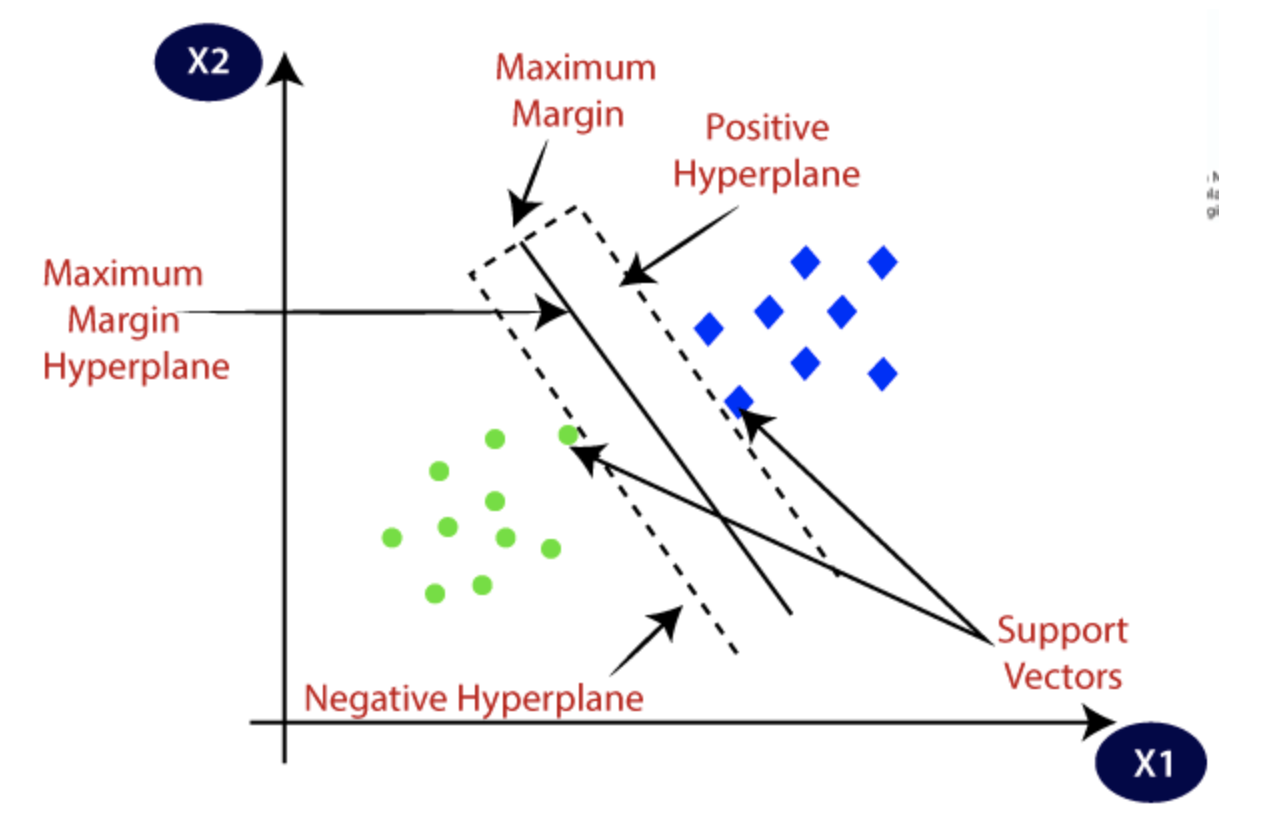 X2
Maximum
Margin
Positive
Hyperplane
Maximum
Margin
Hyperplane
Support
Vectors
Negative Hyperplane
X1